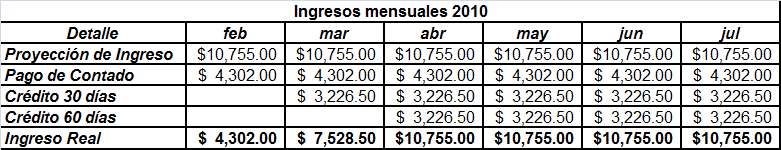 Ingresos mensuales 2010
Detalle feb mar abr may jun jul
Proyección de Ingreso $10,755.00 $10,755.00 $10,755.00 $10,755.00 $10,755.00 $10,755.00
Pago de Contado $ 4,302.00 $ 4,302.00 $ 4,302.00 $ 4,302.00 $ 4,302.00 $ 4,302.00
Crédito 30 días $ 3,226.50 $ 3,226.50 $ 3,226.50 $ 3,226.50 $ 3,226.50
Crédito 60 días $ 3,226.50 $ 3,226.50 $ 3,226.50 $ 3,226.50
Ingreso Real $ 4,302.00 $ 7,528.50 $10,755.00 $10,755.00 $10,755.00 $10,755.00